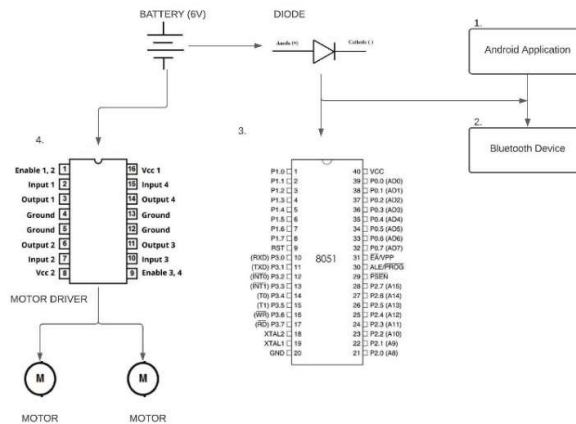 BATTERY (6V)
DIODE
Anode (+)
Cathode (-)
1.
Android Application
2.
Bluetooth Device
3.
4.
Enable 1, 2 1 16 Vcc 1
Input 1 2 15 Input 4
Output 1 3 14 Output 4
Ground 4 13 Ground
Ground 5 12 Ground
Output 2 6 11 Output 3
Input 2 7 10 Input 3
Vcc 2 8 9 Enable 3, 4
MOTOR DRIVER
M
M
MOTOR
MOTOR
P1.0 1 40 VCC
P1.1 2 39 P0.0 (AD0)
P1.2 3 38 P0.1 (AD1)
P1.3 4 37 P0.2 (AD2)
P1.4 5 36 P0.3 (AD3)
P1.5 6 35 P0.4 (AD4)
P1.6 7 34 P0.5 (AD5)
P1.7 8 33 P0.6 (AD6)
RST 9 32 P0.7 (AD7)
(RXD) P3.0 10 8051 31 EA/VPP
(TXD) P3.1 11 30 ALE/PROG
(INT0) P3.2 12 29 PSEN
(INT1) P3.3 13 28 P2.7 (A15)
(T0) P3.4 14 27 P2.6 (A14)
(T1) P3.5 15 26 P2.5 (A13)
(WR) P3.6 16 25 P2.4 (A12)
(RD) P3.7 17 24 P2.3 (A11)
XTAL2 18 23 P2.2 (A10)
XTAL1 19 22 P2.1 (A9)
GND 20 21 P2.0 (A8)